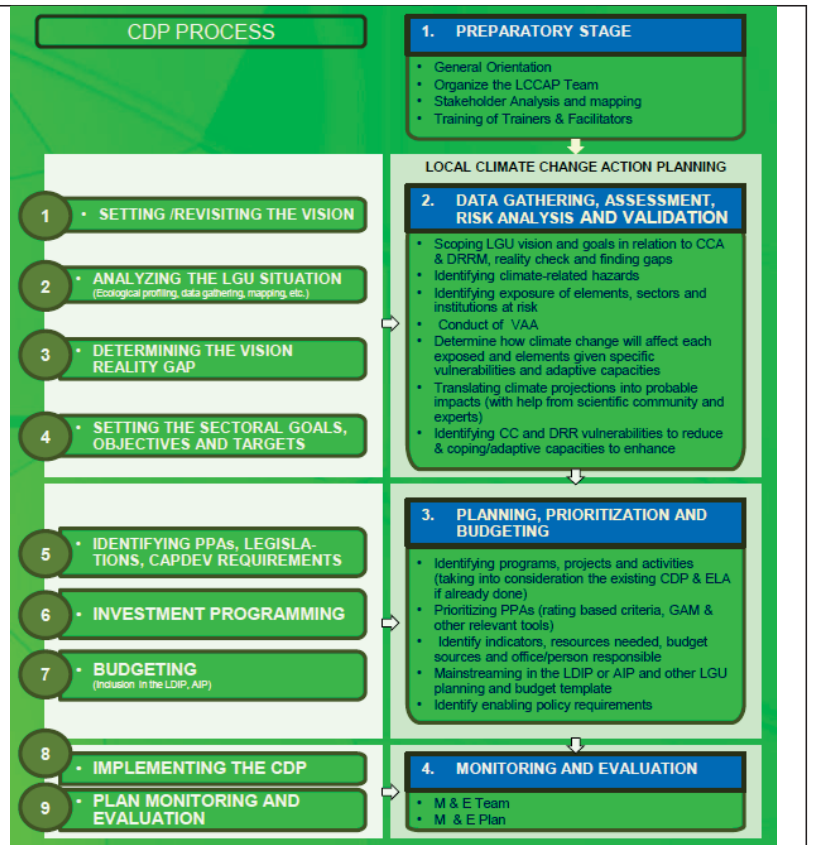 CDP PROCESS
1. PREPARATORY STAGE
• General Orientation
• Organize the LCCAP Team
• Stakeholder Analysis and mapping
• Training of Trainers & Facilitators
LOCAL CLIMATE CHANGE ACTION PLANNING
1 • SETTING /REVISITING THE VISION
2 • ANALYZING THE LGU SITUATION
(Ecological profiling, data gathering, mapping, etc.)
3 • DETERMINING THE VISION
REALITY GAP
4 • SETTING THE SECTORAL GOALS,
OBJECTIVES AND TARGETS
2. DATA GATHERING, ASSESSMENT,
RISK ANALYSIS AND VALIDATION
• Scoping LGU vision and goals in relation to CCA
& DRRM, reality check and finding gaps
• Identifying climate-related hazards
• Identifying exposure of elements, sectors and
institutions at risk
• Conduct of VAA
• Determine how climate change will affect each
exposed and elements given specific
vulnerabilities and adaptive capacities
• Translating climate projections into probable
impacts (with help from scientific community and
experts)
• Identifying CC and DRR vulnerabilities to reduce
& coping/adaptive capacities to enhance
5 • IDENTIFYING PPAs, LEGISLA-
TIONS, CAPDEV REQUIREMENTS
6 • INVESTMENT PROGRAMMING
7 • BUDGETING
(Inclusion in the LDIP, AIP)
3. PLANNING, PRIORITIZATION AND
BUDGETING
• Identifying programs, projects and activities
(taking into consideration the existing CDP & ELA
if already done)
• Prioritizing PPAs (rating based criteria, GAM &
other relevant tools)
• Identify indicators, resources needed, budget
sources and office/person responsible
• Mainstreaming in the LDIP or AIP and other LGU
planning and budget template
• Identify enabling policy requirements
8 • IMPLEMENTING THE CDP
9 • PLAN MONITORING AND
EVALUATION
4. MONITORING AND EVALUATION
• M & E Team
• M & E Plan